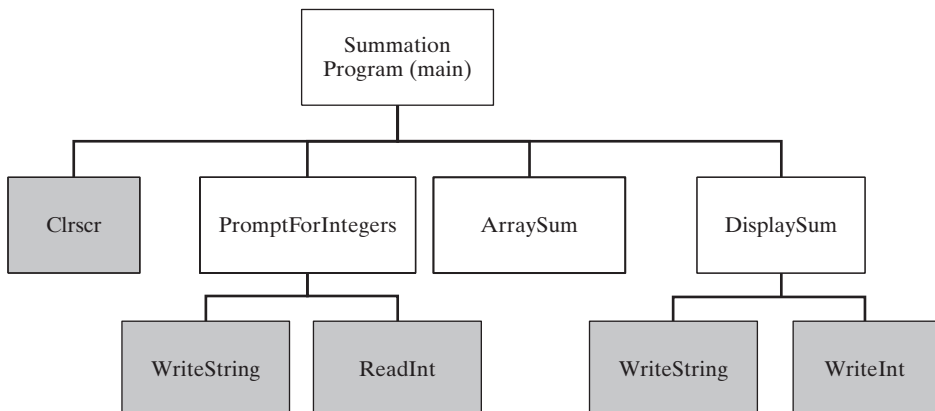 Summation
Program (main)
Clrscr
PromptForIntegers
ArraySum
DisplaySum
WriteString
ReadInt
WriteString
WriteInt